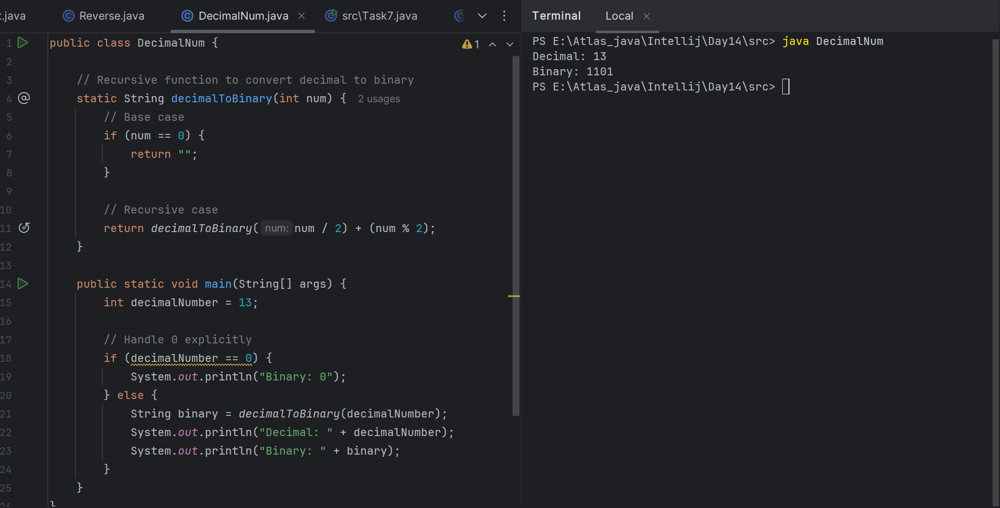 t.java Reverse.java DecimalNum.java src\Task7.java
1 public class DecimalNum { 1
2
3 // Recursive function to convert decimal to binary
4 static String decimalToBinary(int num) { 2 usages
5 // Base case
6 if (num == 0) {
7 return "";
8 }
9
10 // Recursive case
11 return decimalToBinary( num: num / 2) + (num % 2);
12 }
13
14 public static void main(String[] args) {
15 int decimalNumber = 13;
16
17 // Handle 0 explicitly
18 if (decimalNumber == 0) {
19 System.out.println("Binary: 0");
20 } else {
21 String binary = decimalToBinary(decimalNumber);
22 System.out.println("Decimal: " + decimalNumber);
23 System.out.println("Binary: " + binary);
24 }
25 }
26 }
Terminal Local
PS E:\Atlas_java\Intellij\Day14\src> java DecimalNum
Decimal: 13
Binary: 1101
PS E:\Atlas_java\Intellij\Day14\src>